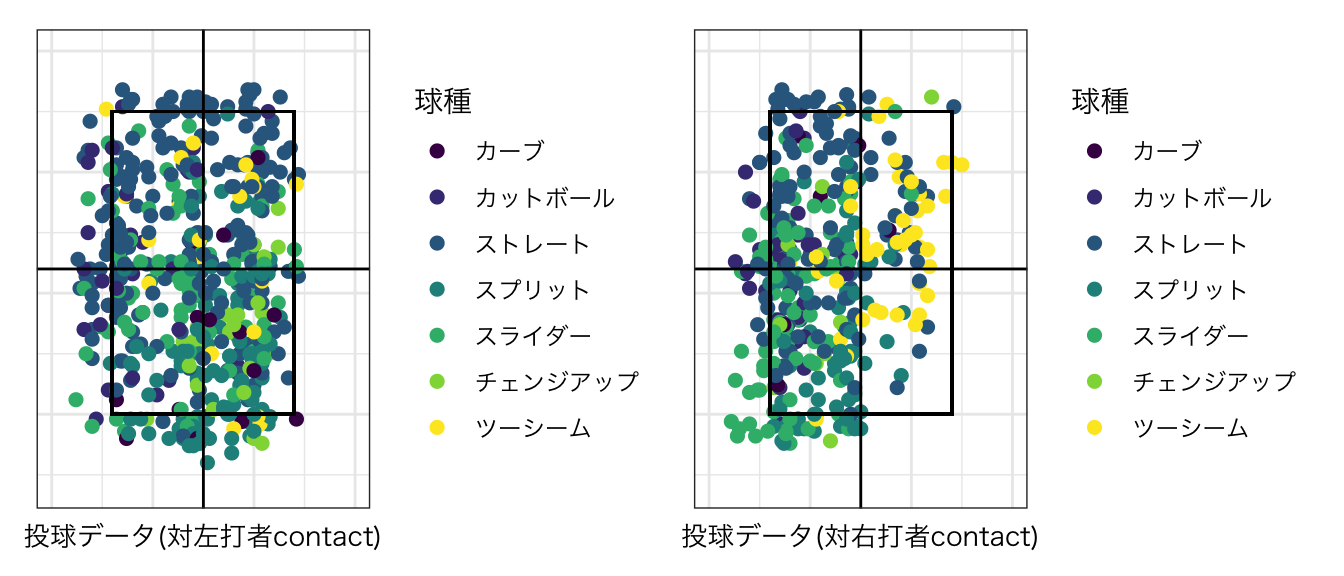 球種
カーブ
カットボール
ストレート
スプリット
スライダー
チェンジアップ
ツーシーム
投球データ(対左打者contact)
球種
カーブ
カットボール
ストレート
スプリット
スライダー
チェンジアップ
ツーシーム
投球データ(対右打者contact)